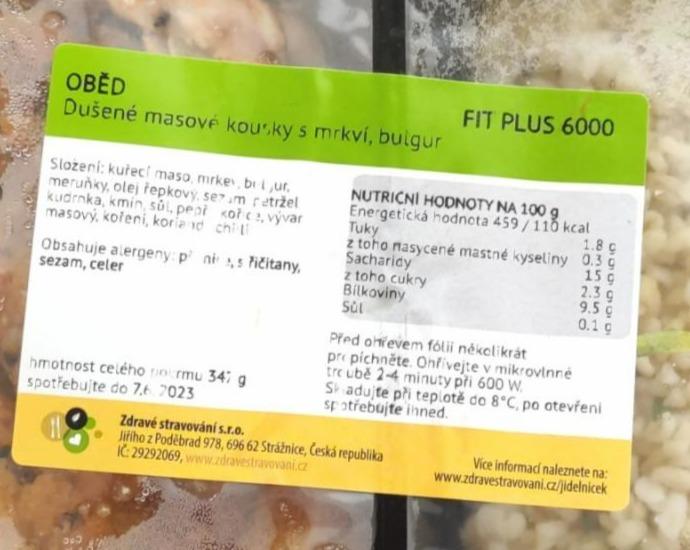 OBĚD
Dušené masové kousky s mrkví, bulgur
FIT PLUS 6000
Složení: kuřecí maso, mrkev,
meruňky, olej řepkový, sezam petržel
kudrnka, kmín, sůl, pepř vývar
masový, koření, chilli
Obsahuje alergeny:
sezam, celer
hmotnost celého g
spotřebujte do 7.6. 2023
NUTRIČNÍ HODNOTY NA 100 g
Energetická hodnota 459 / 110 kcal
Tuky 1.8 g
z toho nasycené mastné kyseliny 0.3 g
Sacharidy 15 g
z toho cukry 2.3 g
Bílkoviny 9.5 g
Sůl 0.1 g
Před ohřevem fólii několikrát
propíchněte. Ohřívejte v mikrovlnné
troubě 2-4 minuty při 600 W.
Skladujte při teplotě do 8°C, po otevření
spotřebujte ihned.
Zdravé stravování s.r.o.
Jiřího z Poděbrad 978, 696 62 Strážnice, Česká republika
IČ: 29292069, www.zdravestravovani.cz
Více informací naleznete na:
www.zdravestravovani.cz/jidelnicek